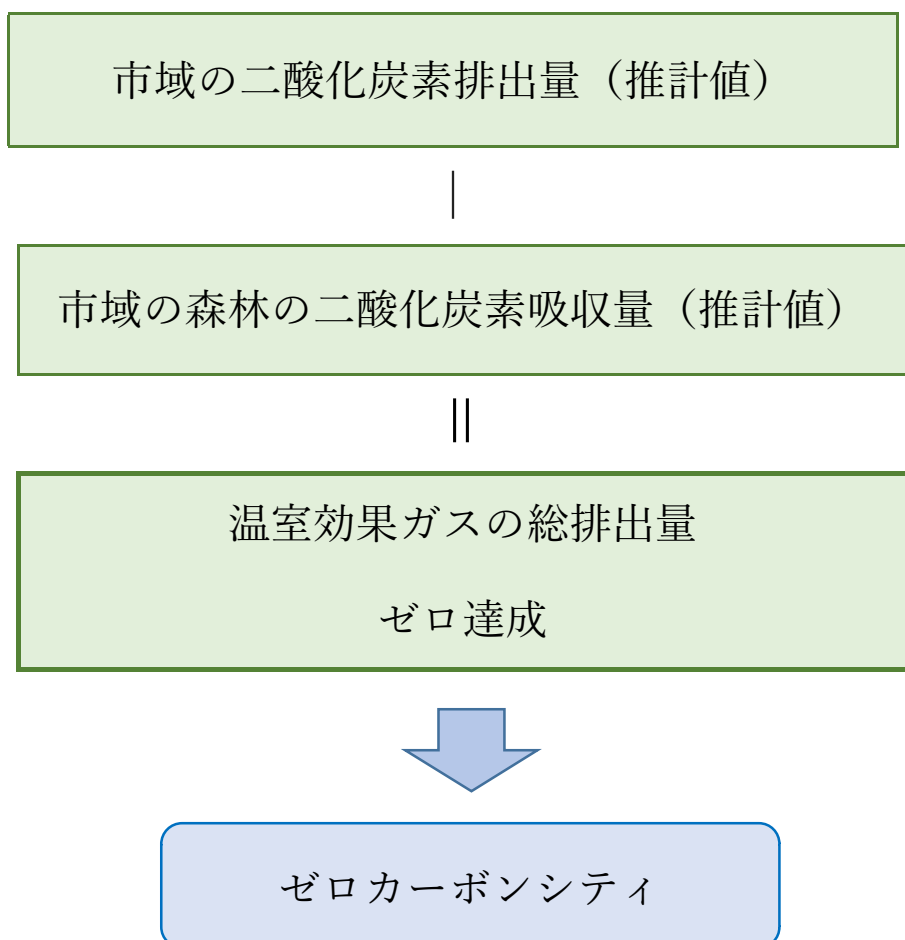 市域の二酸化炭素排出量（推計値）
｜
市域の森林の二酸化炭素吸収量（推計値）
||
温室効果ガスの総排出量
ゼロ達成
ゼロカーボンシティ